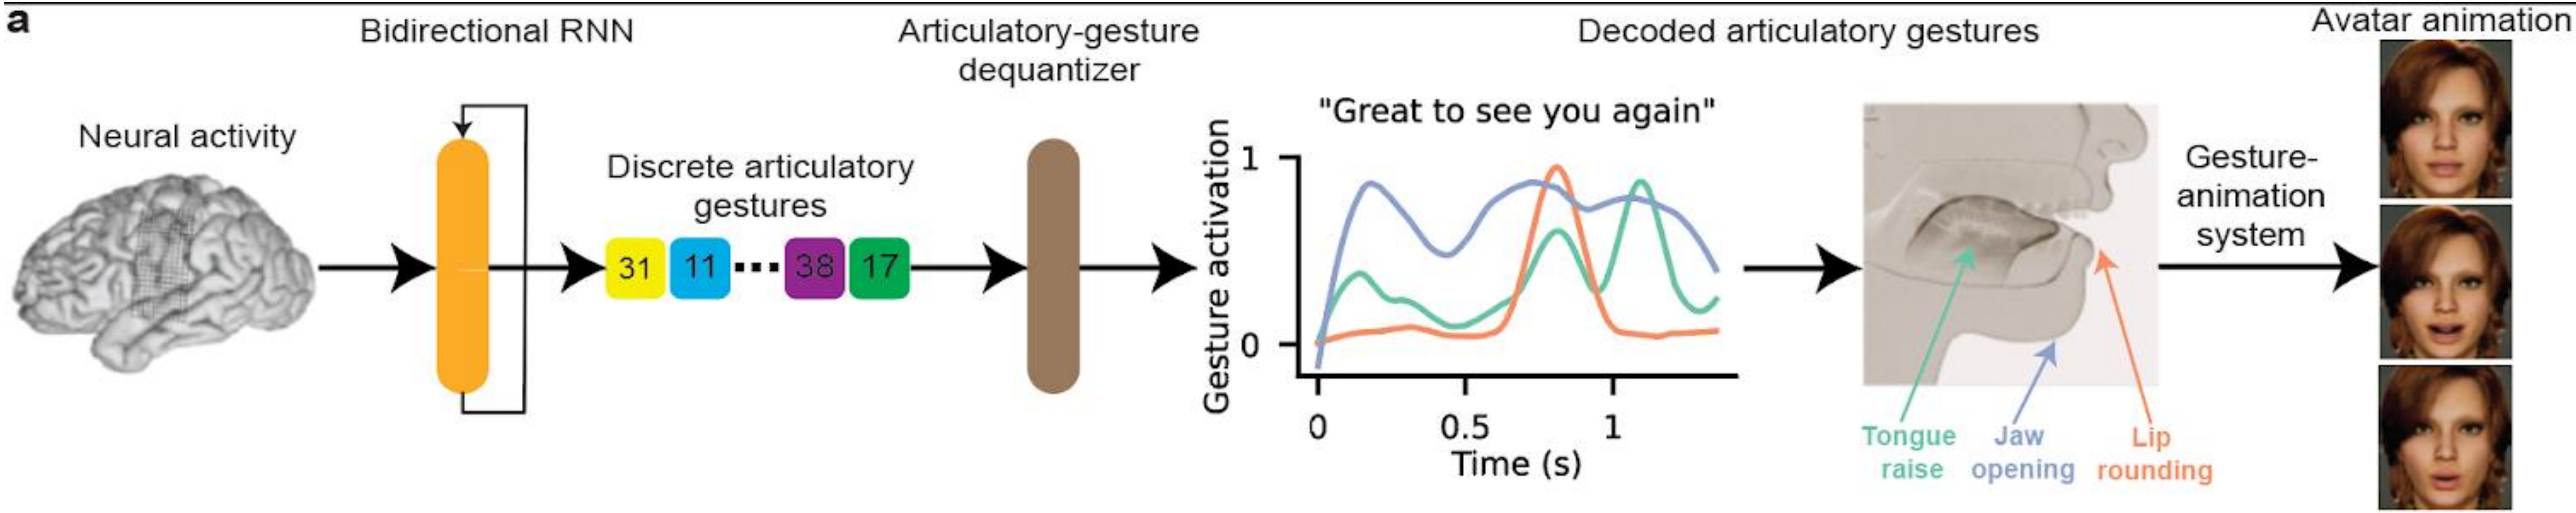 a
Bidirectional RNN
Articulatory-gesture
dequantizer
Decoded articulatory gestures
Avatar animation
Neural activity
Discrete articulatory
gestures
31 11 38 17
"Great to see you again"
Gesture activation
1
0
0 0.5 1
Time (s)
Tongue
raise
Jaw
opening
Lip
rounding
Gesture-
animation
system